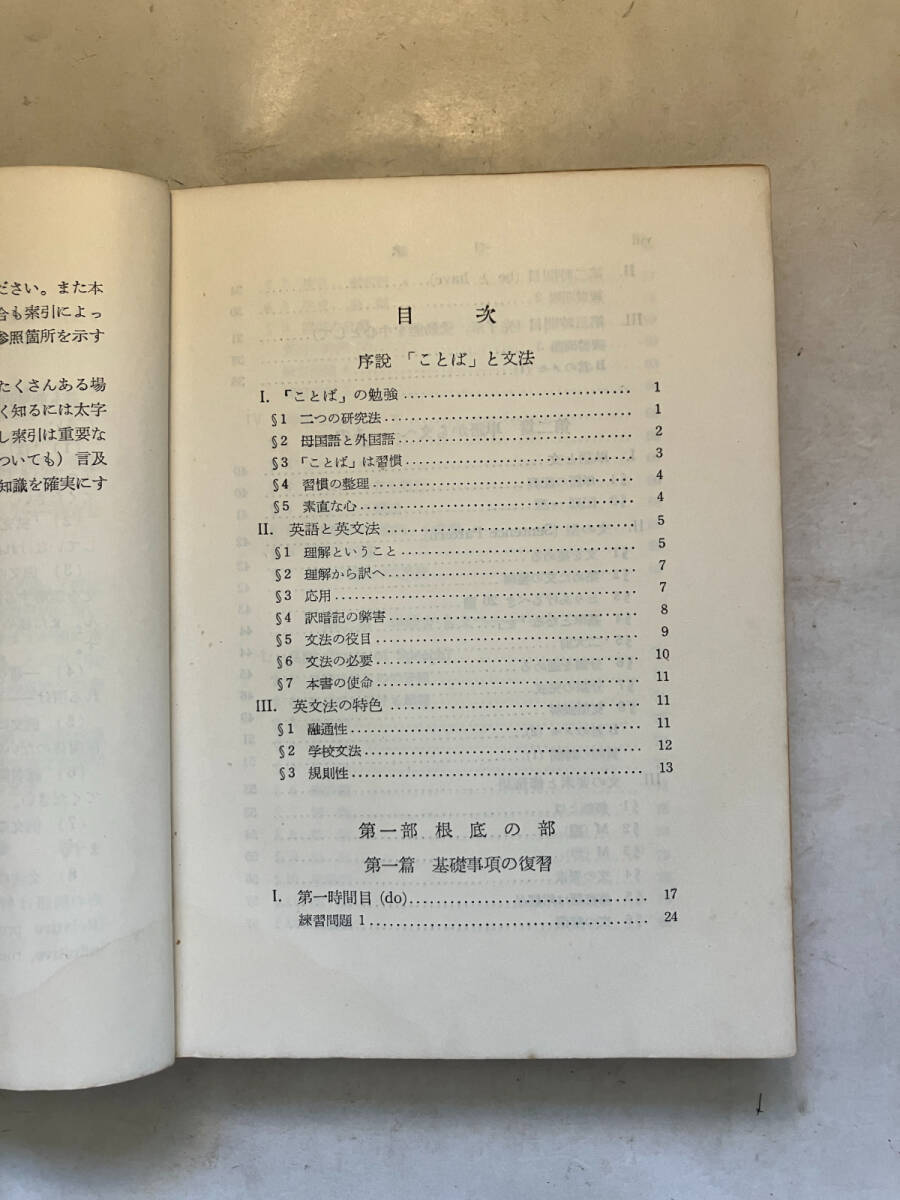 ださい。また本
合も索引によっ
参照箇所を示す
たくさんある場
く知るには太字
し索引は重要な
ついても）言及
知識を確実にす
目次
序説 「ことば」と文法
I. 「ことば」の勉強 1
§1 二つの研究法 1
§2 母国語と外国語 2
§3 「ことば」は習慣 3
§4 習慣の整理 4
§5 素直な心 4
II. 英語と英文法 5
§1 理解ということ 5
§2 理解から訳へ 7
§3 応用 7
§4 訳暗記の弊害 8
§5 文法の役目 9
§6 文法の必要 10
§7 本書の使命 11
III. 英文法の特色 11
§1 融通性 11
§2 学校文法 12
§3 規則性 13
第一部 根底の部
第一篇 基礎事項の復習
I. 第一時間目 (do) 17
練習問題 1 24